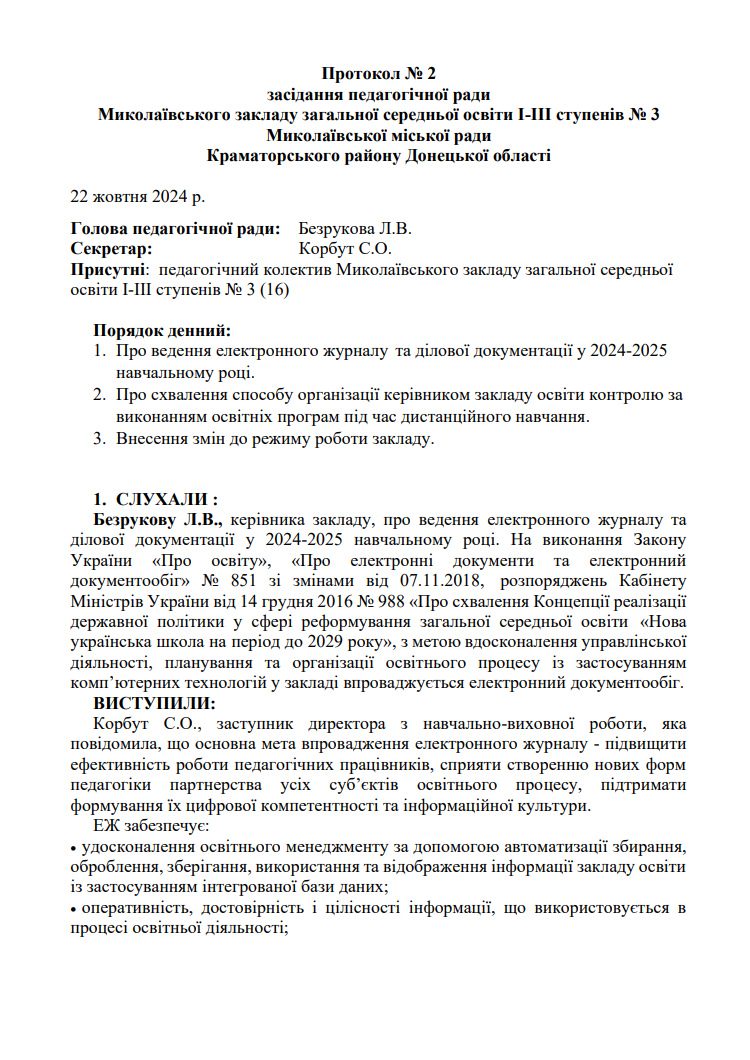 Протокол № 2
засідання педагогічної ради
Миколаївського закладу загальної середньої освіти І-ІІІ ступенів № 3
Миколаївської міської ради
Краматорського району Донецької області
22 жовтня 2024 р.
Голова педагогічної ради: Безрукова Л.В.
Секретар: Корбут С.О.
Присутні: педагогічний колектив Миколаївського закладу загальної середньої
освіти І-ІІІ ступенів № 3 (16)
Порядок денний:
1. Про ведення електронного журналу та ділової документації у 2024-2025
навчальному році.
2. Про схвалення способу організації керівником закладу освіти контролю за
виконанням освітніх програм під час дистанційного навчання.
3. Внесення змін до режиму роботи закладу.
1. СЛУХАЛИ :
Безрукову Л.В., керівника закладу, про ведення електронного журналу та
ділової документації у 2024-2025 навчальному році. На виконання Закону
України «Про освіту», «Про електронні документи та електронний
документообіг» № 851 зі змінами від 07.11.2018, розпоряджень Кабінету
Міністрів України від 14 грудня 2016 № 988 «Про схвалення Концепції реалізації
державної політики у сфері реформування загальної середньої освіти «Нова
українська школа на період до 2029 року», з метою вдосконалення управлінської
діяльності, планування та організації освітнього процесу із застосуванням
комп’ютерних технологій у закладі впроваджується електронний документообіг.
ВИСТУПИЛИ:
Корбут С.О., заступник директора з навчально-виховної роботи, яка
повідомила, що основна мета впровадження електронного журналу - підвищити
ефективність роботи педагогічних працівників, сприяти створенню нових форм
педагогіки партнерства усіх суб’єктів освітнього процесу, підтримати
формування їх цифрової компетентності та інформаційної культури.
ЕЖ забезпечує:
• удосконалення освітнього менеджменту за допомогою автоматизації збирання,
оброблення, зберігання, використання та відображення інформації закладу освіти
із застосуванням інтегрованої бази даних;
• оперативність, достовірність і цілісності інформації, що використовується в
процесі освітньої діяльності;